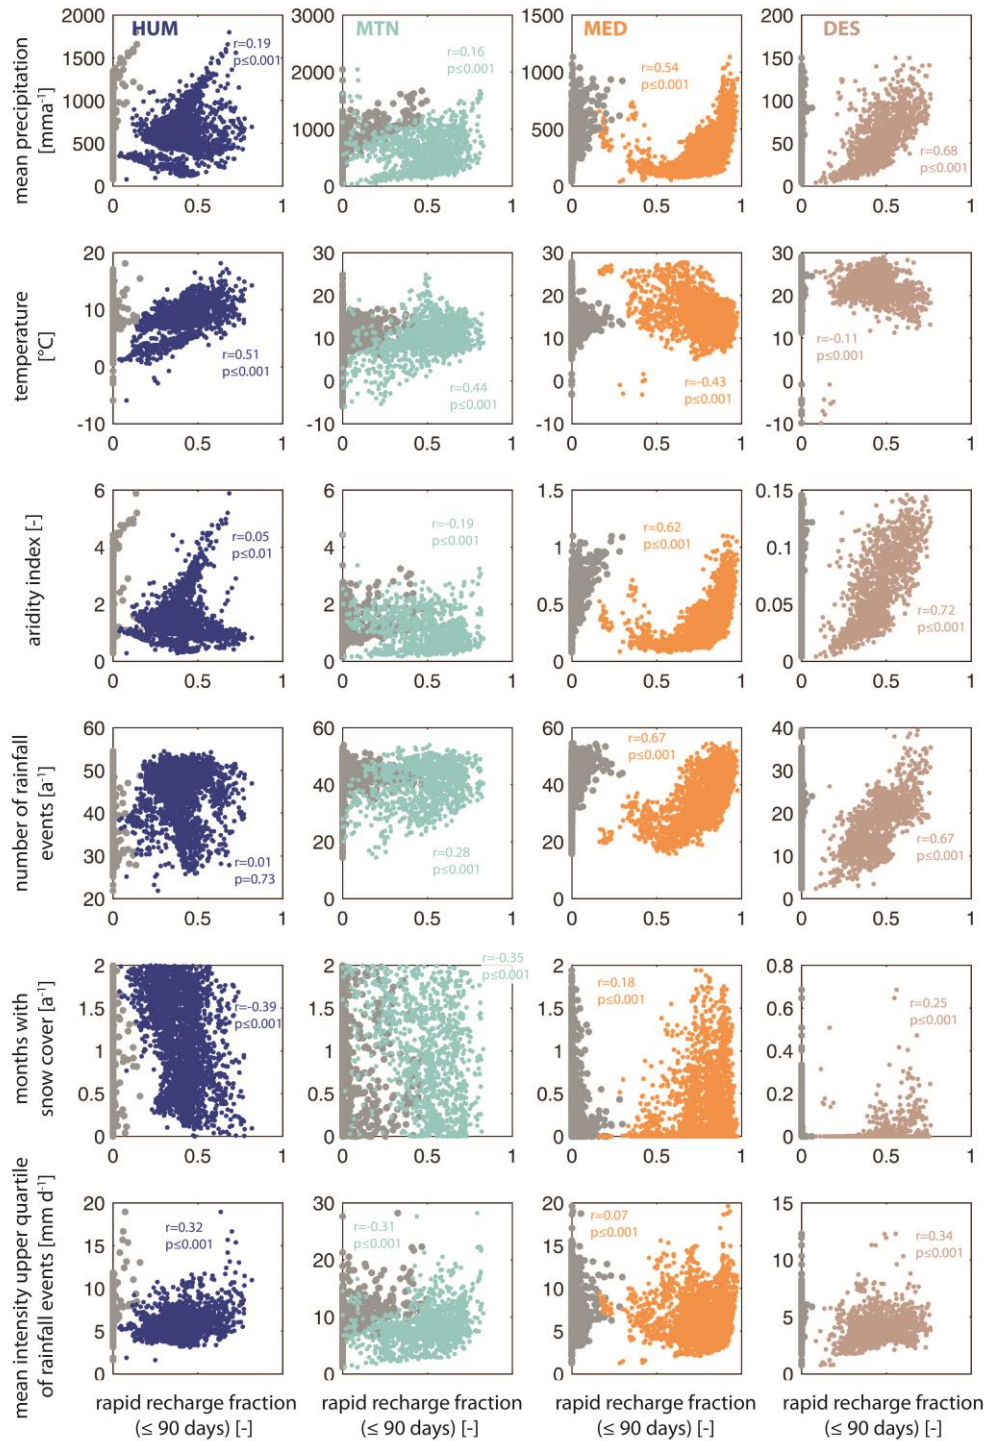 HUM
MTN
MED
DES
mean precipitation
[mma⁻¹]
2000
1500
1000
500
0
0
0.5
1
r=0.19
p≤0.001
3000
2000
1000
0
0
0.5
1
r=0.16
p≤0.001
1500
1000
500
0
0
0.5
1
r=0.54
p≤0.001
200
150
100
50
0
0
0.5
1
r=0.68
p≤0.001
temperature
[°C]
20
10
0
-10
0
0.5
1
r=0.51
p≤0.001
30
20
10
0
-10
0
0.5
1
r=0.44
p≤0.001
30
20
10
0
-10
0
0.5
1
r=-0.43
p≤0.001
30
20
10
0
-10
0
0.5
1
r=-0.11
p≤0.001
aridity index [-]
6
4
2
0
0
0.5
1
r=0.05
p≤0.01
6
4
2
0
0
0.5
1
r=-0.19
p≤0.001
1.5
1
0.5
0
0
0.5
1
r=0.62
p≤0.001
0.15
0.1
0.05
0
0
0.5
1
r=0.72
p≤0.001
number of rainfall
events [a⁻¹]
60
50
40
30
20
0
0.5
1
r=0.01
p=0.73
60
40
20
0
0
0.5
1
r=0.28
p≤0.001
60
40
20
0
0
0.5
1
r=0.67
p≤0.001
40
30
20
10
0
0
0.5
1
r=0.67
p≤0.001
months with
snow cover [a⁻¹]
2
1.5
1
0.5
0
0
0.5
1
r=-0.39
p≤0.001
2
1.5
1
0.5
0
0
0.5
1
r=-0.35
p≤0.001
2
1.5
1
0.5
0
0
0.5
1
r=0.18
p≤0.001
0.8
0.6
0.4
0.2
0
0
0.5
1
r=0.25
p≤0.001
mean intensity upper quartile
of rainfall events [mm d⁻¹]
20
15
10
5
0
0
0.5
1
r=0.32
p≤0.001
30
20
10
0
0
0.5
1
r=-0.31
p≤0.001
20
15
10
5
0
0
0.5
1
r=0.07
p≤0.001
15
10
5
0
0
0.5
1
r=0.34
p≤0.001
rapid recharge fraction
(≤ 90 days) [-]
rapid recharge fraction
(≤ 90 days) [-]
rapid recharge fraction
(≤ 90 days) [-]
rapid recharge fraction
(≤ 90 days) [-]